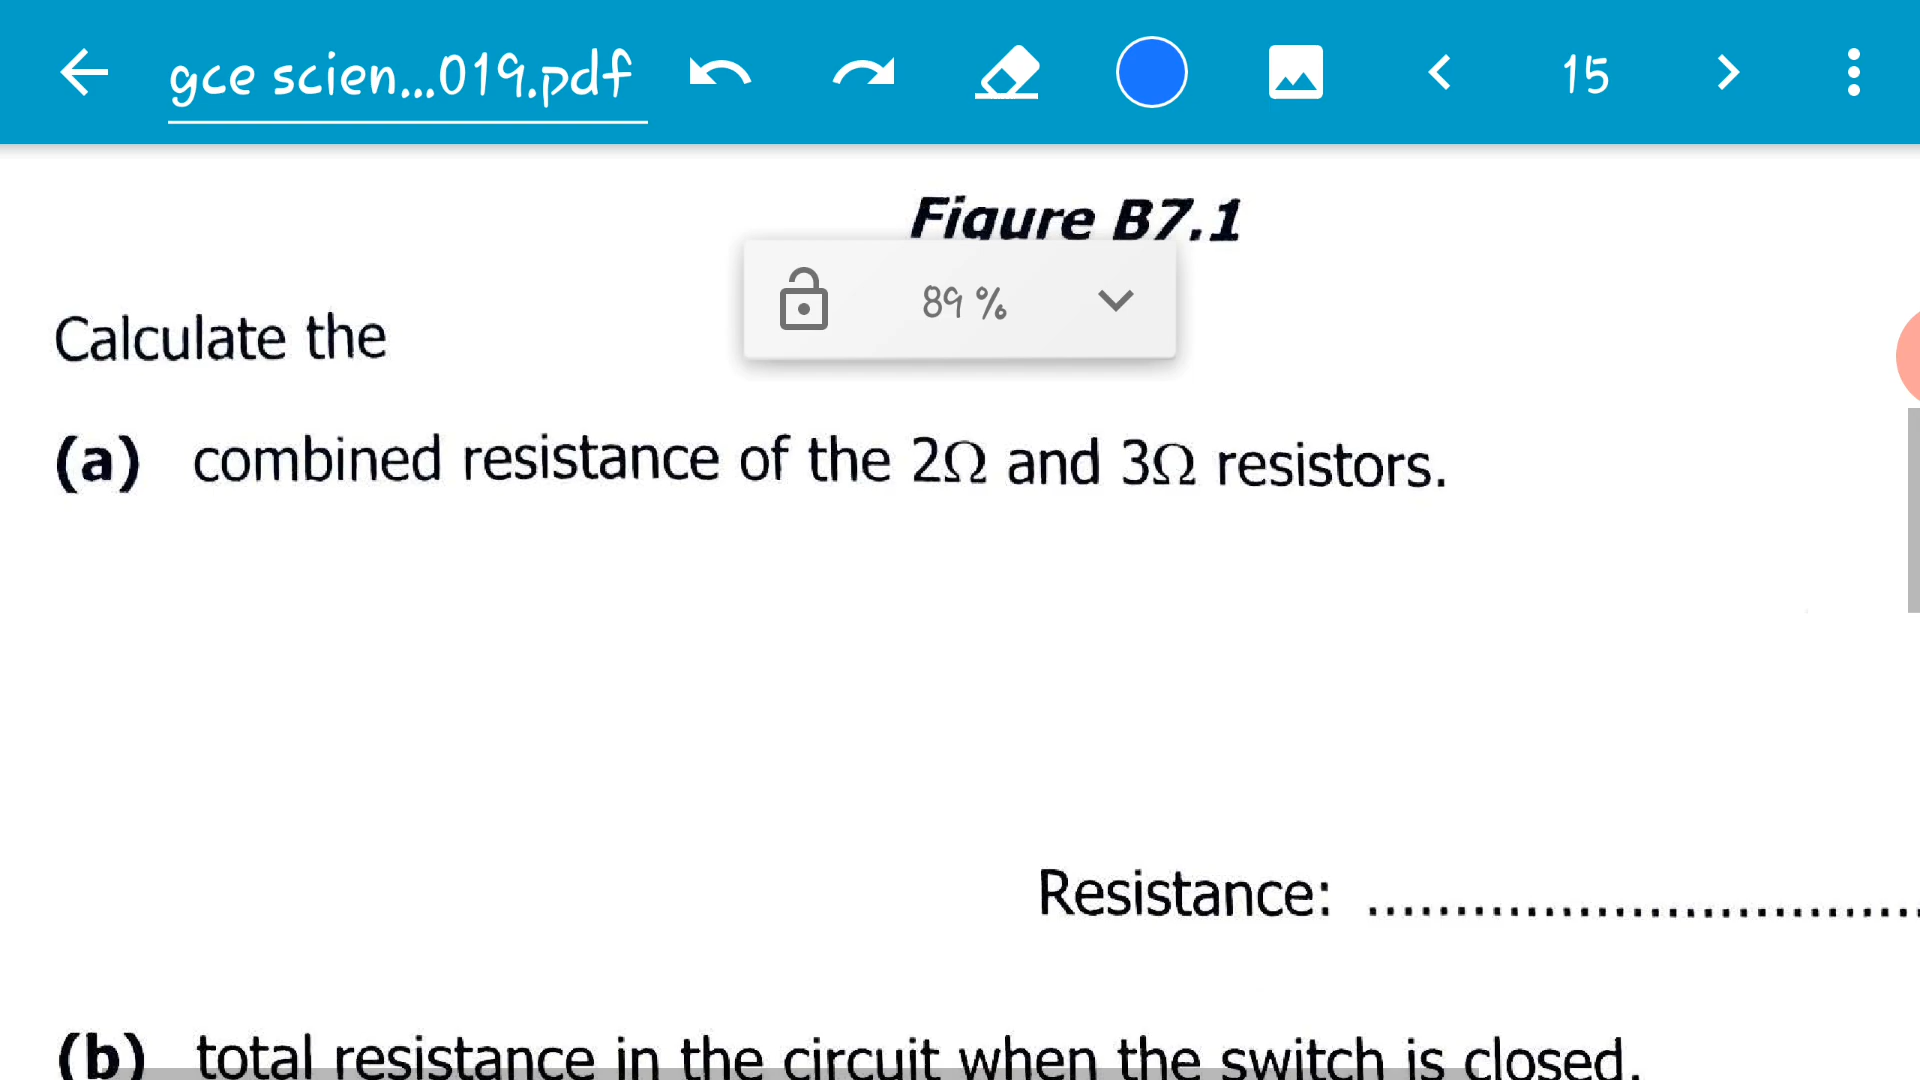 gce scien...019.pdf 15
Figure B7.1
89 %
Calculate the
(a) combined resistance of the 2Ω and 3Ω resistors.
Resistance: ..............................
(b) total resistance in the circuit when the switch is closed.